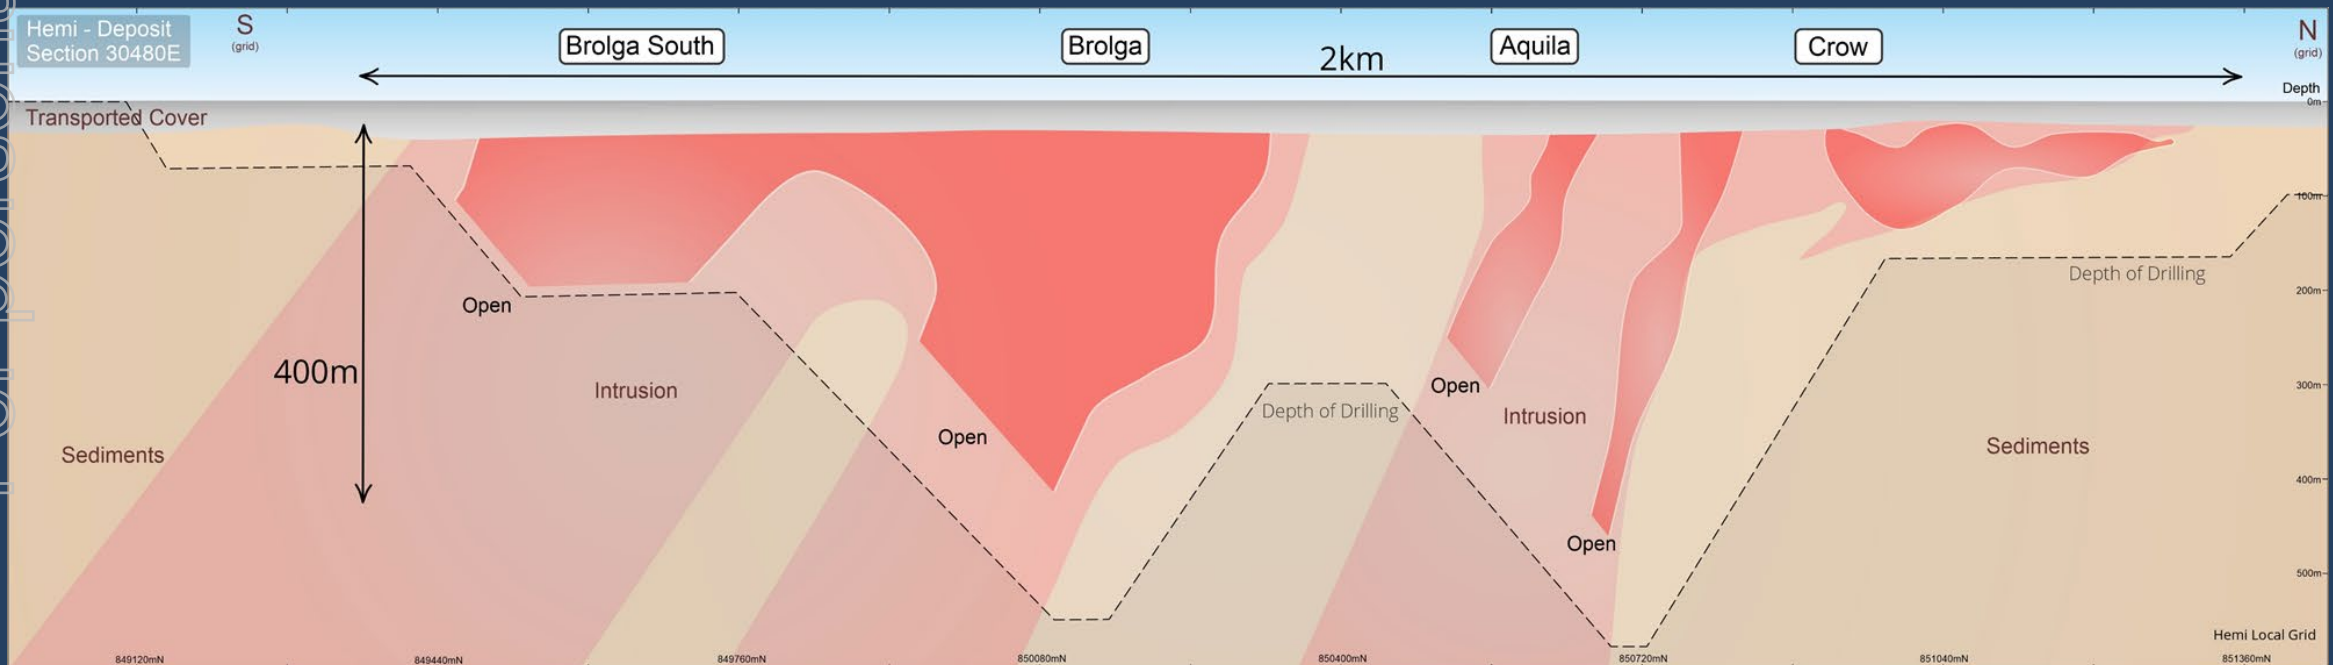 Hemi - Deposit
Section 30480E
S
(grid)
Brolga South
Brolga
2km
Aquila
Crow
N
(grid)
Depth
0m
Transported Cover
100m
Depth of Drilling
200m
Open
400m
Intrusion
300m
Open
Depth of Drilling
Intrusion
Open
Sediments
Sediments
400m
Open
500m
Hemi Local Grid
849120mN
849440mN
849760mN
850080mN
850400mN
850720mN
851040mN
851360mN